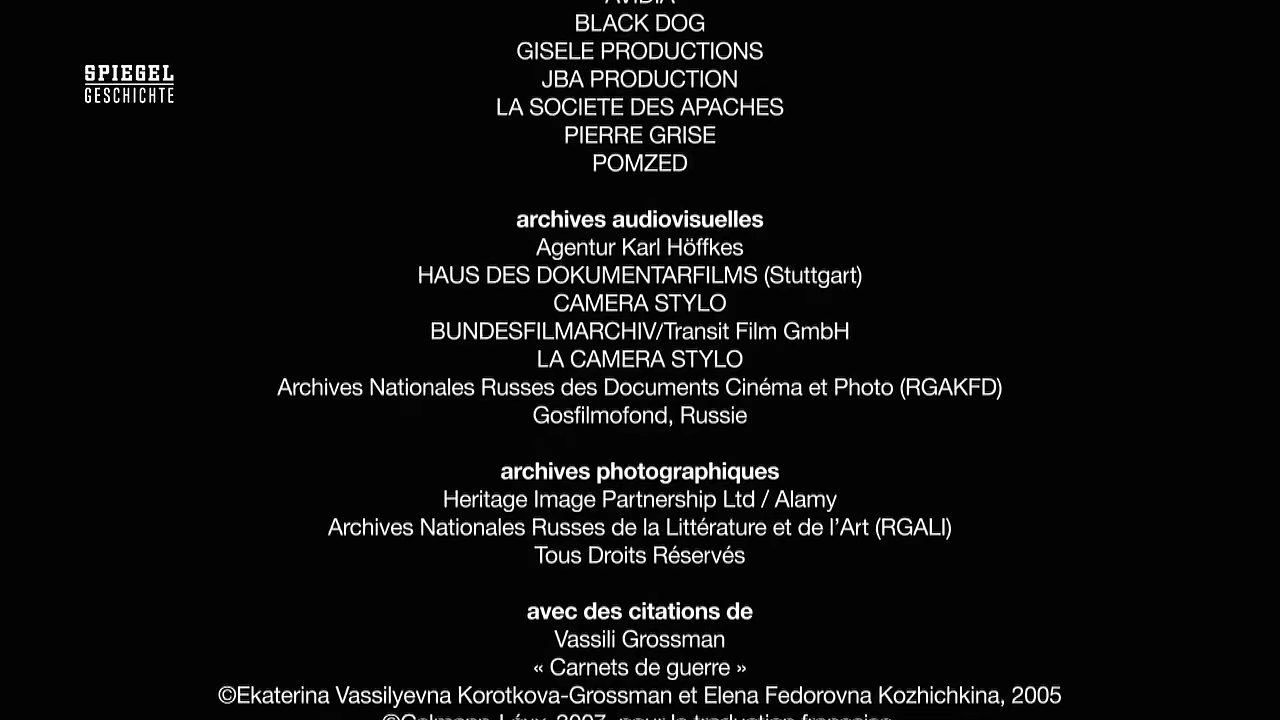 BLACK DOG
GISELE PRODUCTIONS
SPIEGEL
GESCHICHTE
JBA PRODUCTION
LA SOCIETE DES APACHES
PIERRE GRISE
POMZED
archives audiovisuelles
Agentur Karl Höffkes
HAUS DES DOKUMENTARFILMS (Stuttgart)
CAMERA STYLO
BUNDESFILMARCHIV/Transit Film GmbH
LA CAMERA STYLO
Archives Nationales Russes des Documents Cinéma et Photo (RGAKFD)
Gosfilmofond, Russie
archives photographiques
Heritage Image Partnership Ltd / Alamy
Archives Nationales Russes de la Littérature et de l'Art (RGALI)
Tous Droits Réservés
avec des citations de
Vassili Grossman
« Carnets de guerre »
©Ekaterina Vassilyevna Korotkova-Grossman et Elena Fedorovna Kozhichkina, 2005